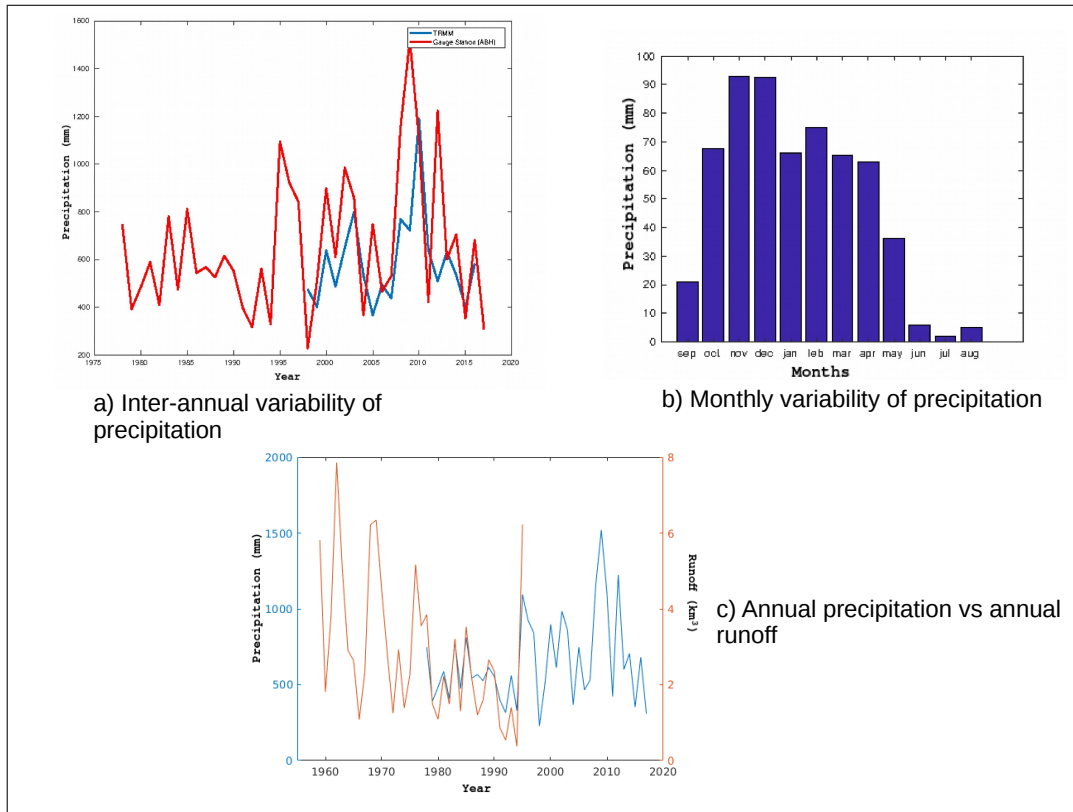 1600
1400
1200
1000
800
600
400
200
Precipitation (mm)
TRMM
Gauge Station (ABH)
1975 1980 1985 1990 1995 2000 2005 2010 2015 2020
Year
a) Inter-annual variability of
precipitation
100
90
80
70
60
50
40
30
20
10
0
Precipitation (mm)
sep oct nov dec jan feb mar apr may jun jul aug
Months
b) Monthly variability of precipitation
2000
1500
1000
500
0
Precipitation (mm)
8
6
4
2
0
Runoff (km³)
1960 1970 1980 1990 2000 2010 2020
Year
c) Annual precipitation vs annual
runoff